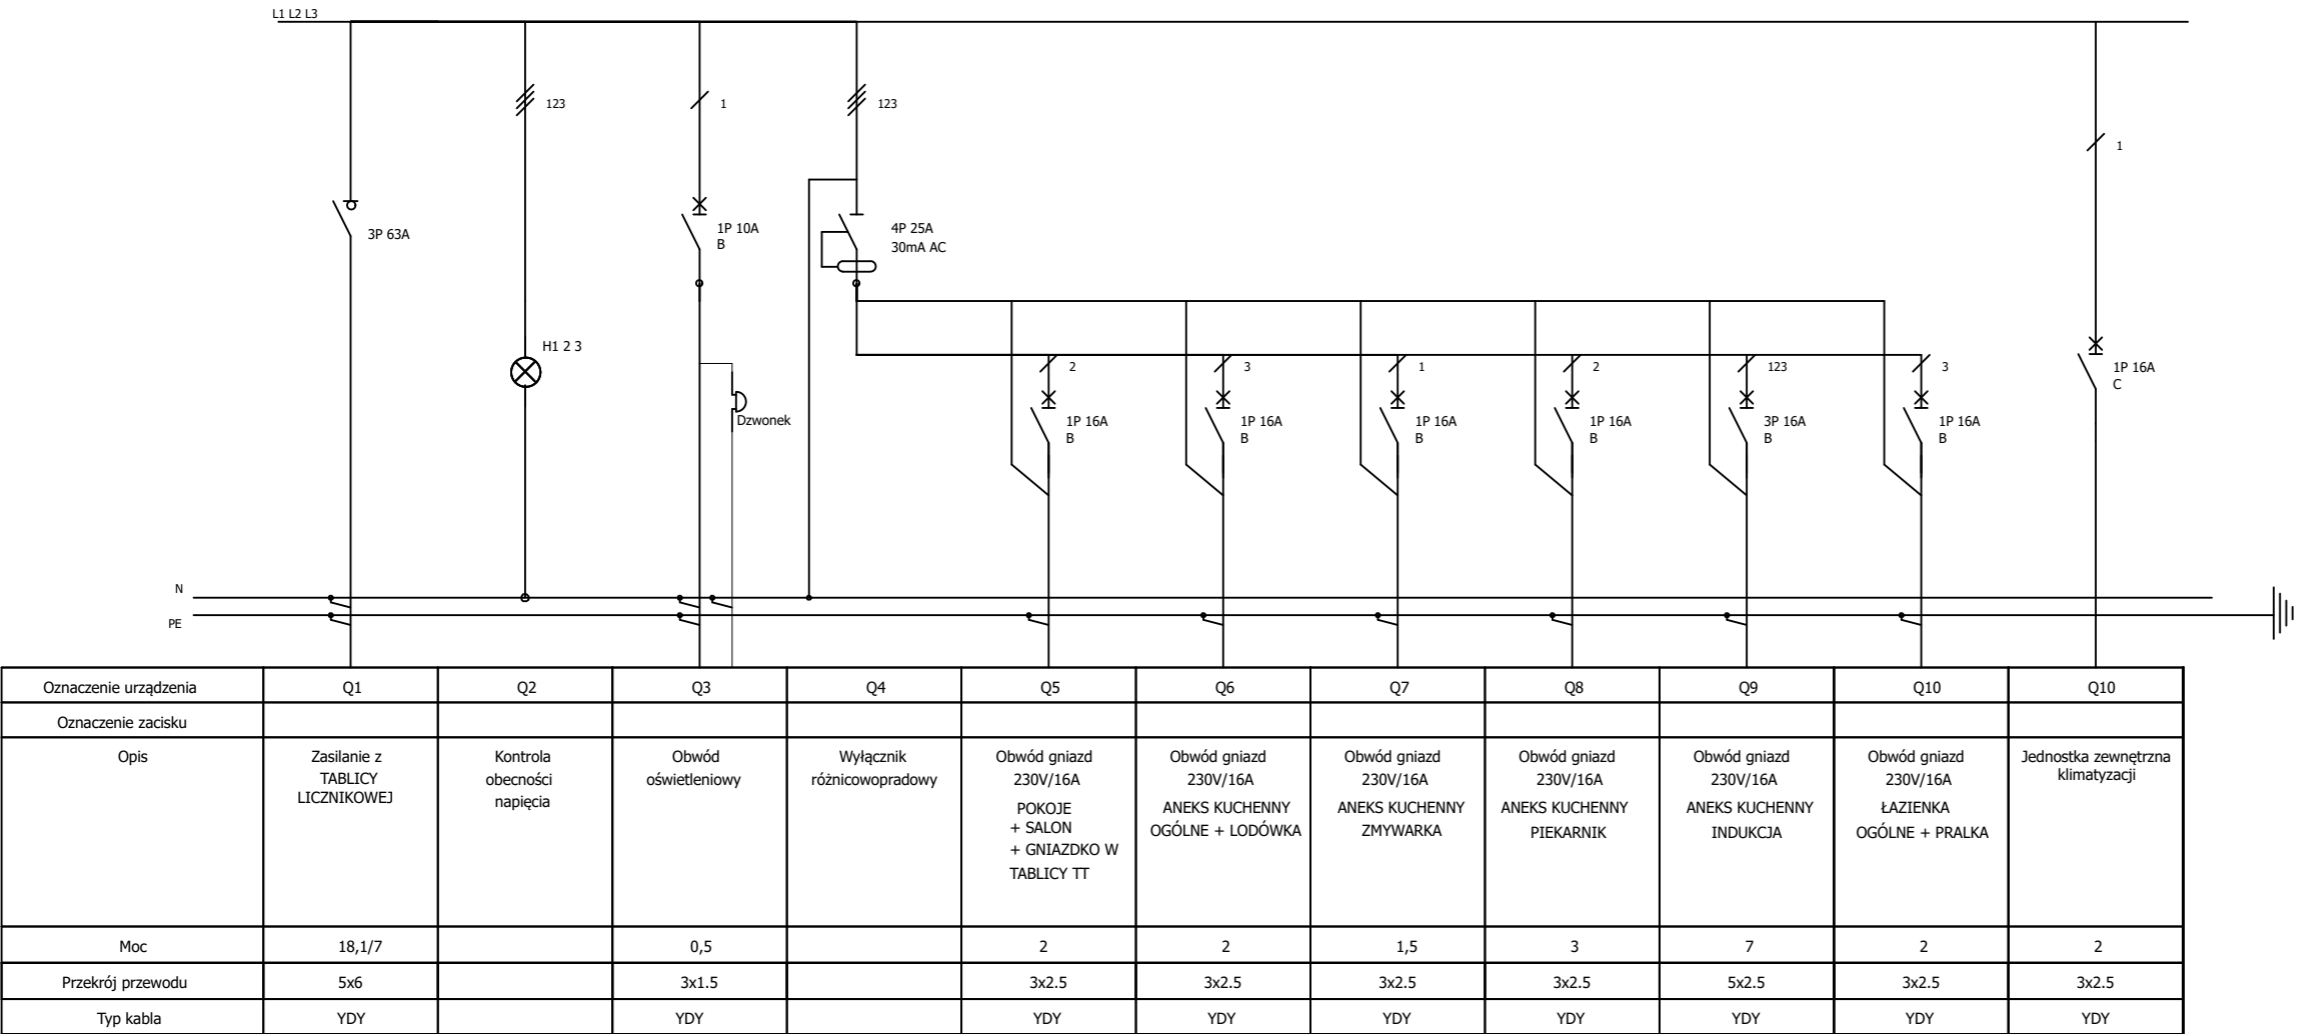 L1 L2 L3
123
1
123
1
3P 63A
1P 10A
B
4P 25A
30mA AC
H1 2 3
Dzwonek
2
3
1
2
123
3
1P 16A
B
1P 16A
B
1P 16A
B
1P 16A
B
3P 16A
B
1P 16A
B
1P 16A
C
N
PE
Oznaczenie urządzenia Q1 Q2 Q3 Q4 Q5 Q6 Q7 Q8 Q9 Q10 Q10
Oznaczenie zacisku
Opis
Zasilanie z
TABLICY
LICZNIKOWEJ
Kontrola
obecności
napięcia
Obwód
oświetleniowy
Wyłącznik
różnicowopradowy
Obwód gniazd
230V/16A
POKOJE
+ SALON
+ GNIAZDKO W
TABLICY TT
Obwód gniazd
230V/16A
ANEKS KUCHENNY
OGÓLNE + LODÓWKA
Obwód gniazd
230V/16A
ANEKS KUCHENNY
ZMYWARKA
Obwód gniazd
230V/16A
ANEKS KUCHENNY
PIEKARNIK
Obwód gniazd
230V/16A
ANEKS KUCHENNY
INDUKCJA
Obwód gniazd
230V/16A
ŁAZIENKA
OGÓLNE + PRALKA
Jednostka zewnętrzna
klimatyzacji
Moc 18,1/7 0,5 2 2 1,5 3 7 2 2
Przekrój przewodu 5x6 3x1.5 3x2.5 3x2.5 3x2.5 3x2.5 5x2.5 3x2.5 3x2.5
Typ kabla YDY YDY YDY YDY YDY YDY YDY YDY YDY